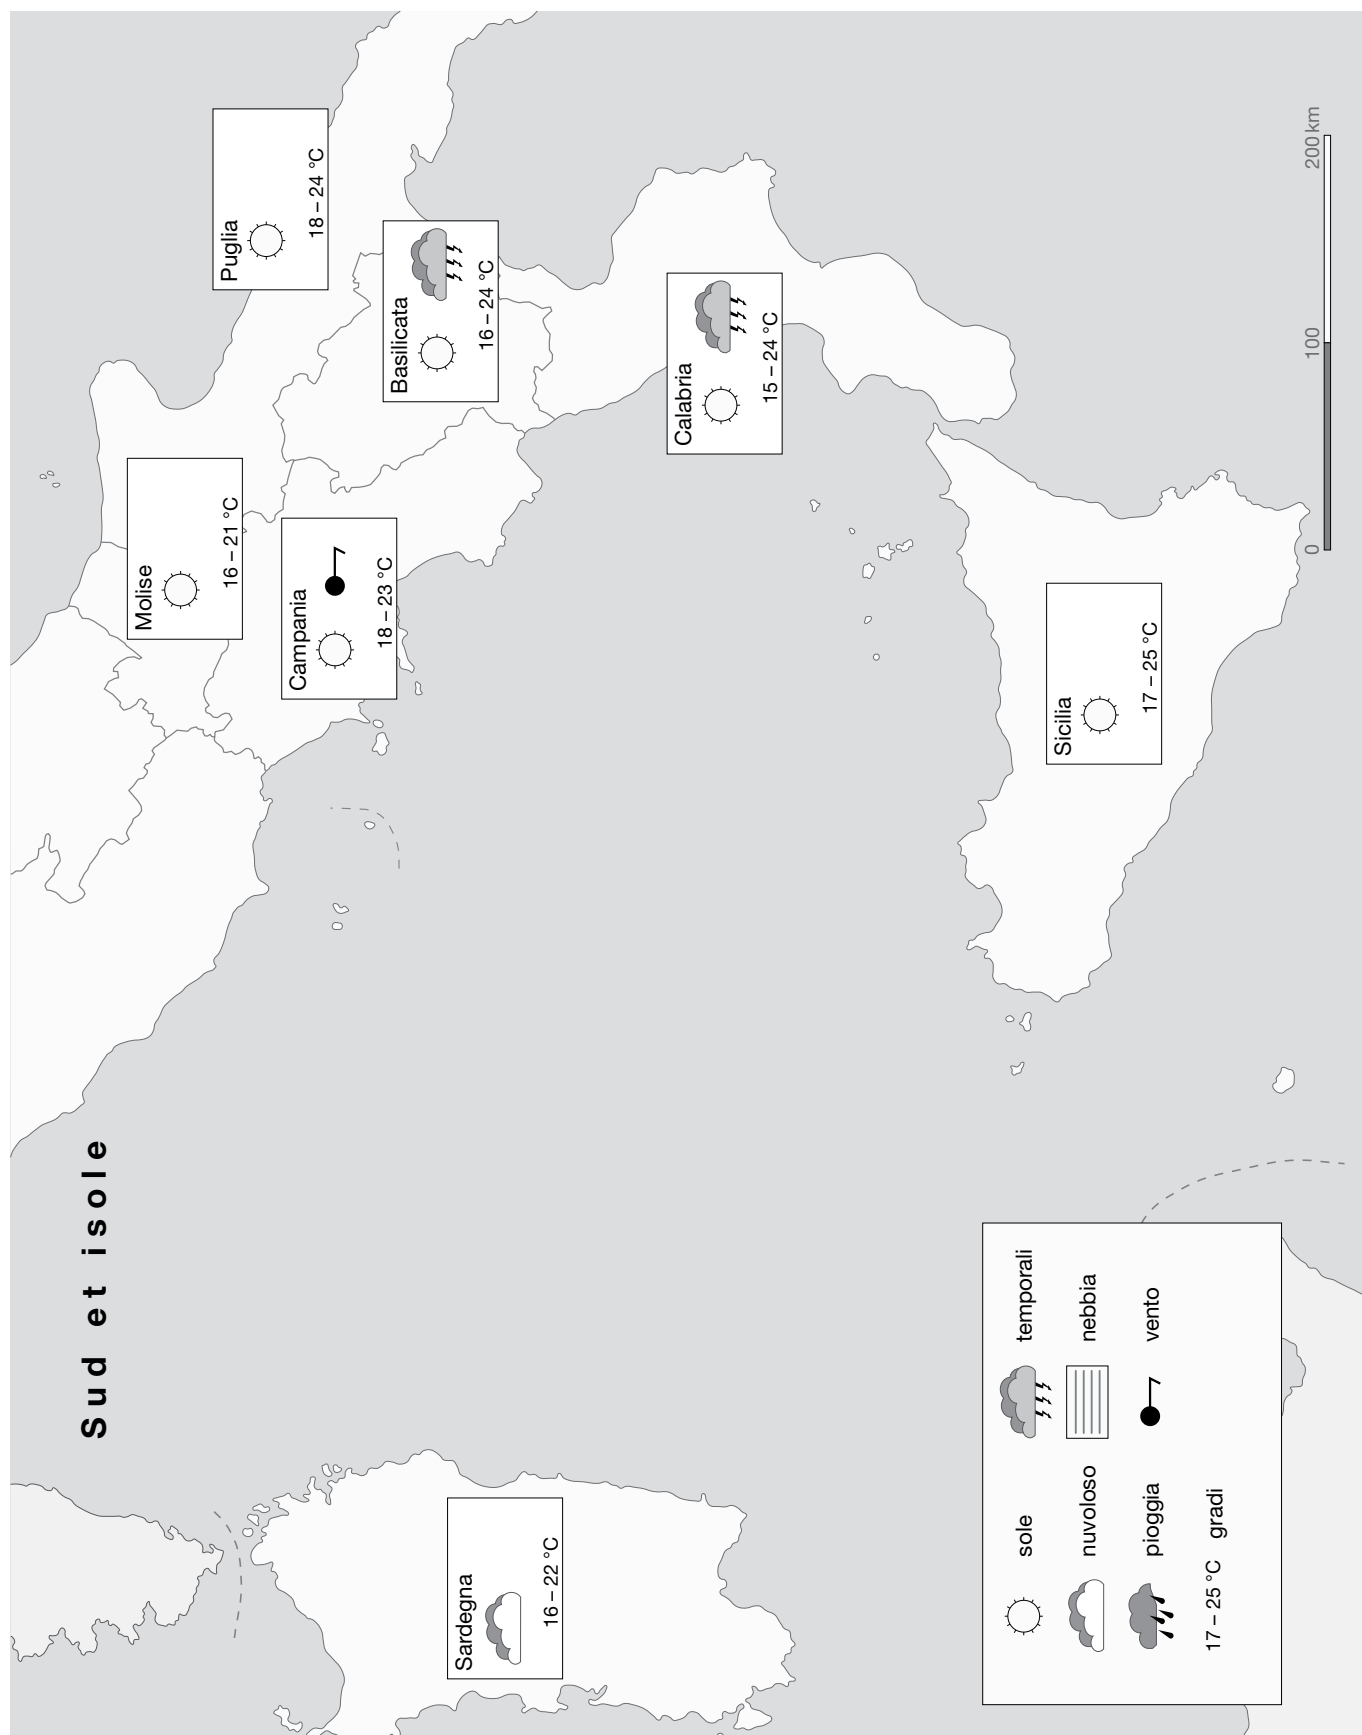 Sud et isole
Puglia
18 – 24 °C
Molise
16 – 21 °C
Campania
18 – 23 °C
Basilicata
16 – 24 °C
Sardegna
16 – 22 °C
Calabria
15 – 24 °C
Sicilia
17 – 25 °C
sole
temporali
nuvoloso
nebbia
pioggia
vento
17 – 25 °C gradi
0 100 200 km